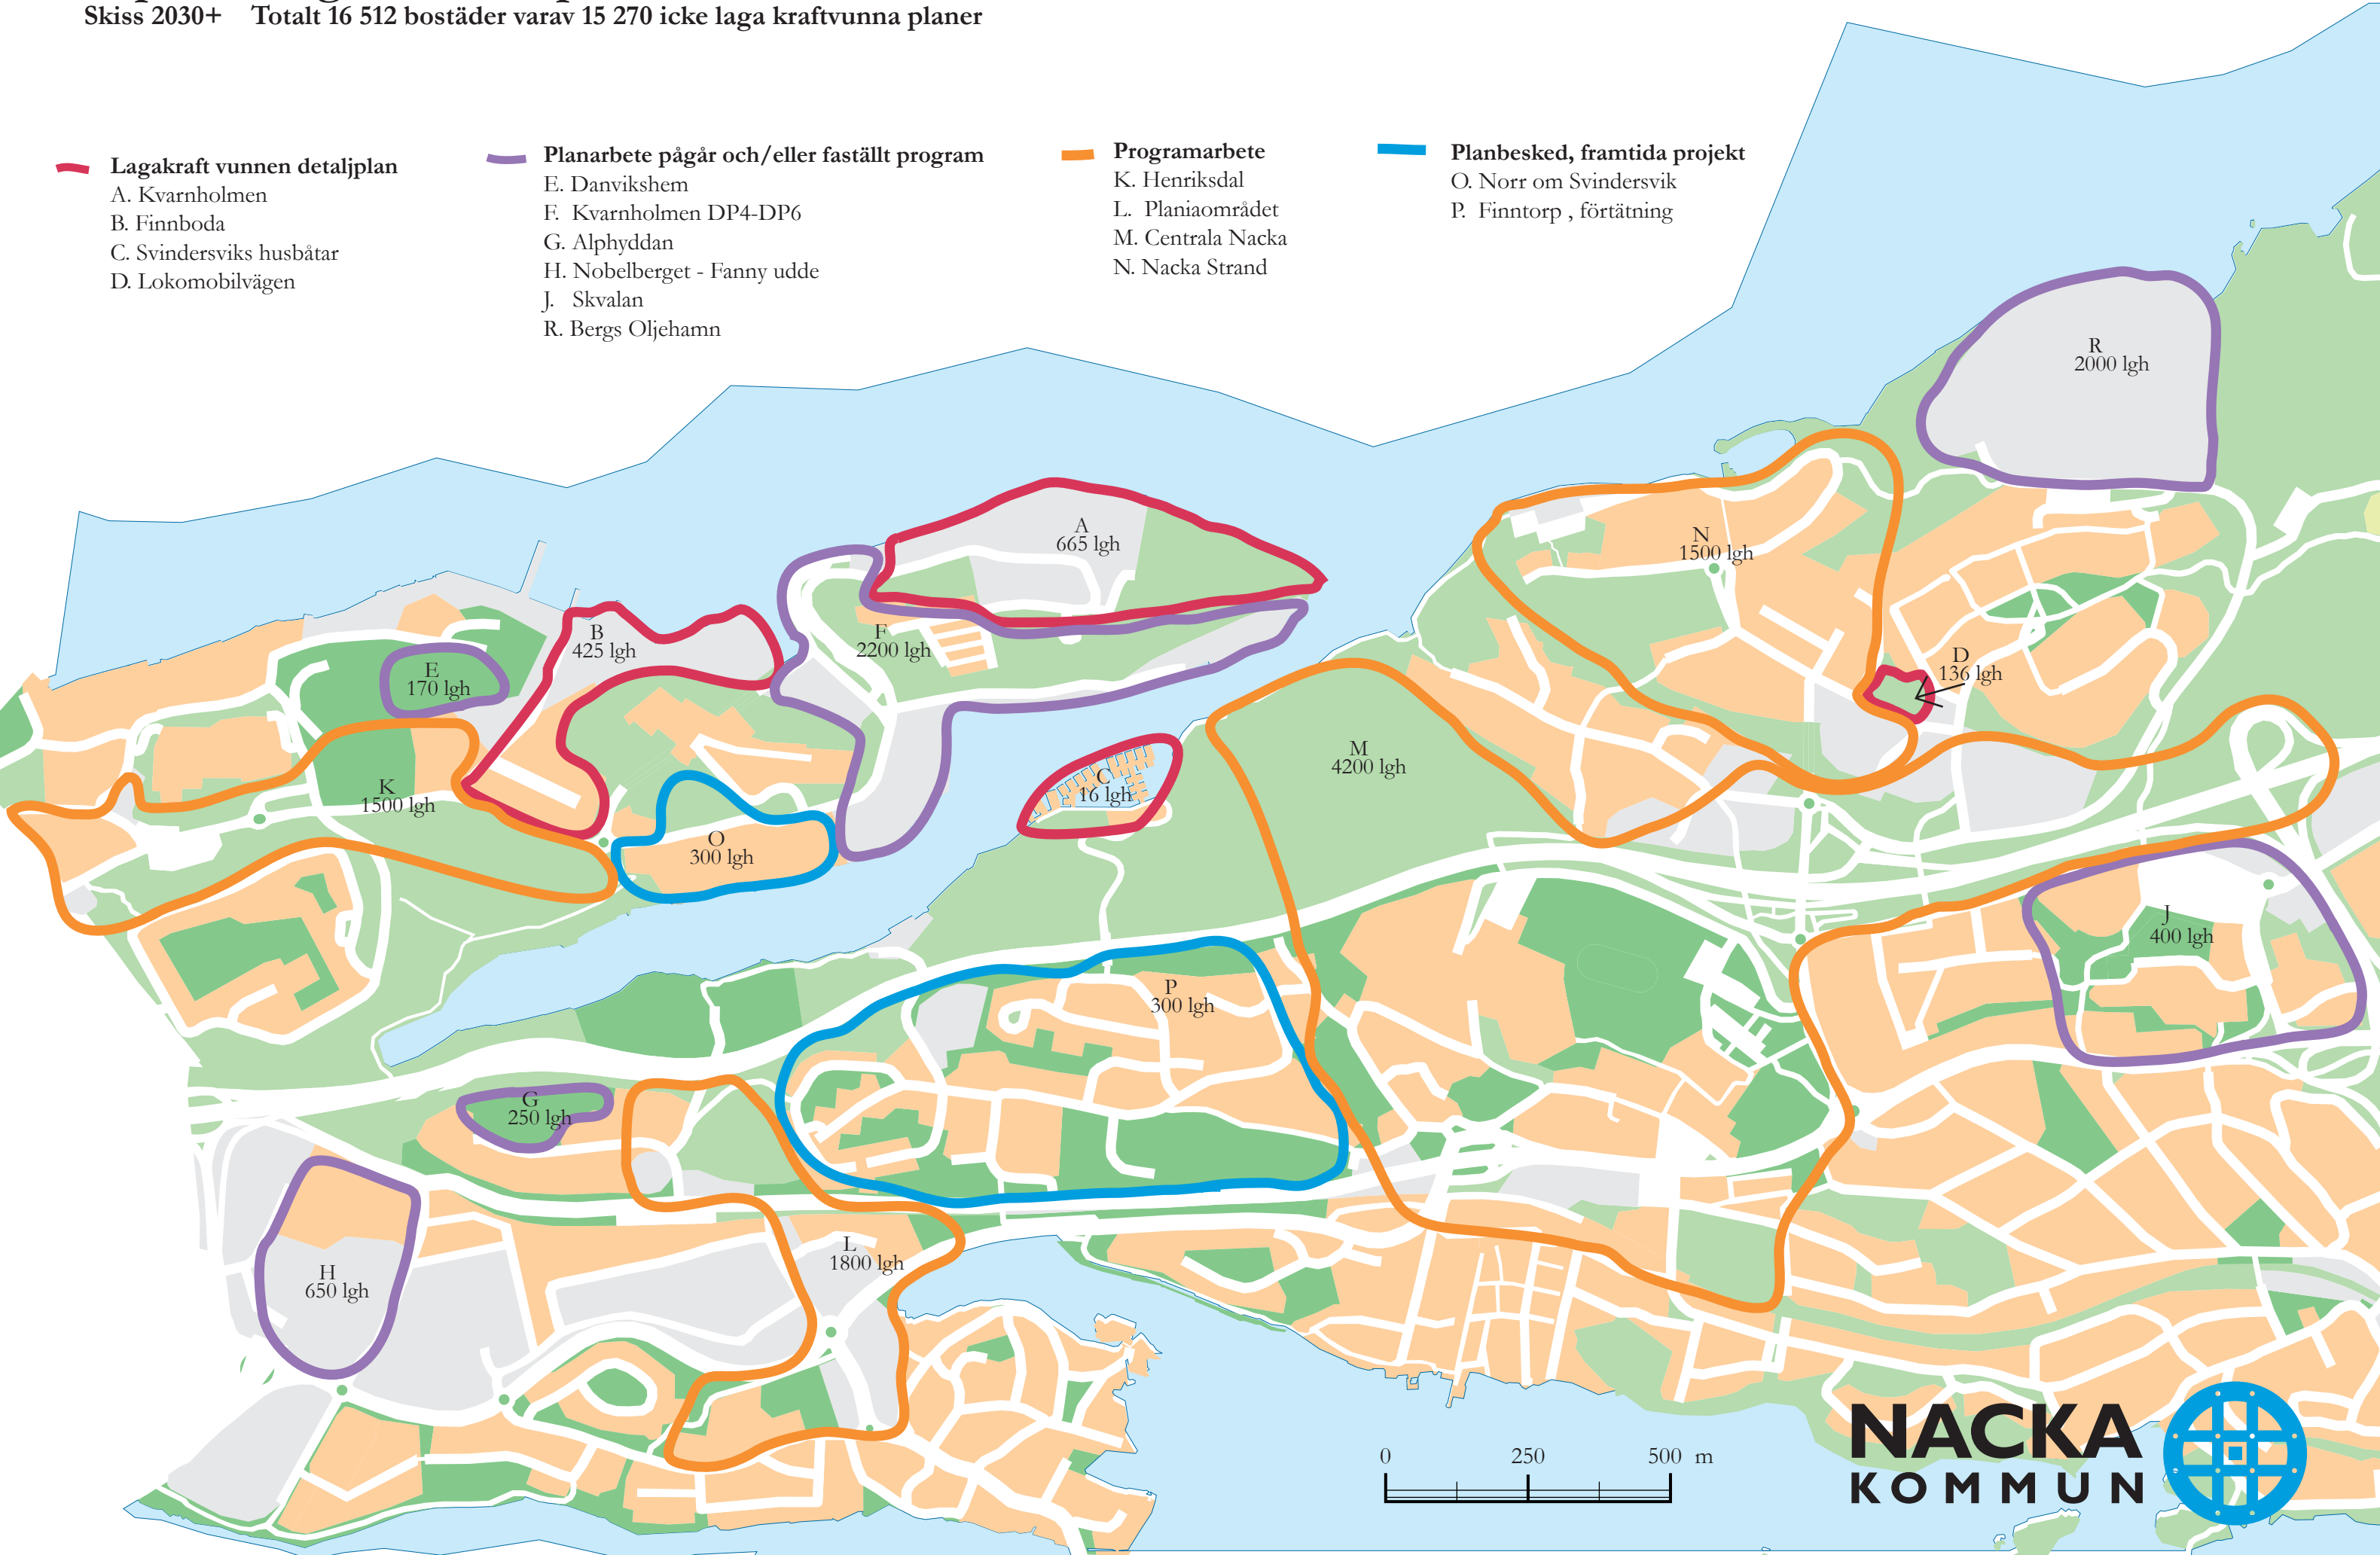 Skiss 2030+ Totalt 16 512 bostäder varav 15 270 icke laga kraftvunna planer
Lagakraft vunnen detaljplan
A. Kvarnholmen
B. Finnboda
C. Svindersviks husbåtar
D. Lokomobilvägen
Planarbete pågår och/eller faställt program
E. Danvikshem
F. Kvarnholmen DP4-DP6
G. Alphyddan
H. Nobelberget - Fanny udde
J. Skvalan
R. Bergs Oljehamn
Programarbete
K. Henriksdal
L. Planiaområdet
M. Centrala Nacka
N. Nacka Strand
Planbesked, framtida projekt
O. Norr om Svindersvik
P. Finntorp , förtätning
R
2000 lgh
A
665 lgh
N
1500 lgh
B
425 lgh
F
2200 lgh
E
170 lgh
D
136 lgh
M
4200 lgh
C
16 lgh
K
1500 lgh
O
300 lgh
J
400 lgh
P
300 lgh
G
250 lgh
L
1800 lgh
H
650 lgh
0 250 500 m
NACKA
KOMMUN